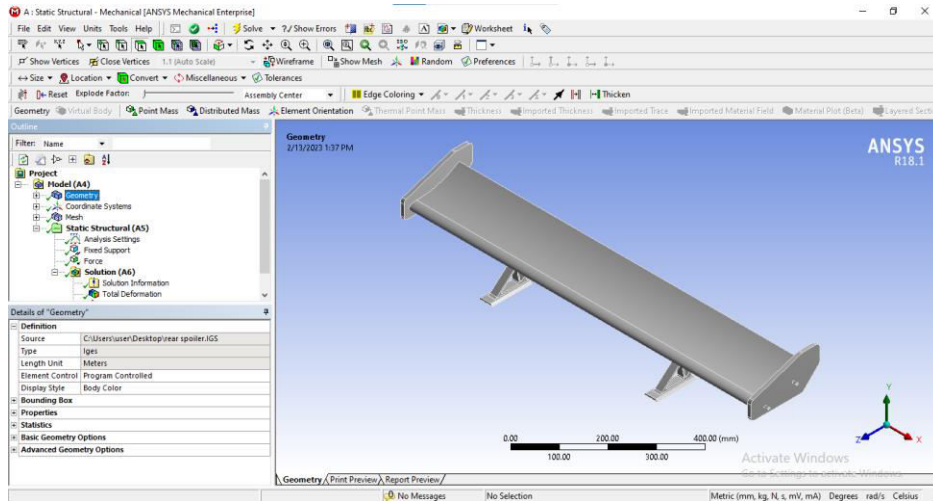 A : Static Structural - Mechanical [ANSYS Mechanical Enterprise]
File Edit View Units Tools Help Solve ?/Show Errors Worksheet
Show Vertices Close Vertices 1.1 (Auto Scale) Wireframe Show Mesh Random Preferences
Size Location Convert Miscellaneous Tolerances
Reset Explode Factor: Assembly Center Edge Coloring Thicken
Geometry Virtual Body Point Mass Distributed Mass Element Orientation Thermal Point Mass Thickness Imported Thickness Imported Trace Imported Material Field Material Plot (Beta) Layered Secti
Outline
Filter: Name
Project
Model (A4)
Geometry
Coordinate Systems
Mesh
Static Structural (A5)
Analysis Settings
Fixed Support
Force
Solution (A6)
Solution Information
Total Deformation
Details of "Geometry"
Definition
Source C:\Users\user\Desktop\rear spoiler.IGS
Type Iges
Length Unit Meters
Element Control Program Controlled
Display Style Body Color
Bounding Box
Properties
Statistics
Basic Geometry Options
Advanced Geometry Options
Geometry
2/13/2023 1:37 PM
ANSYS
R18.1
0.00 200.00 400.00 (mm)
100.00 300.00
Y
Z X
Activate Windows
Go to Settings to activate Windows.
Geometry Print Preview Report Preview
No Messages No Selection Metric (mm, kg, N, s, mV, mA) Degrees rad/s Celsius